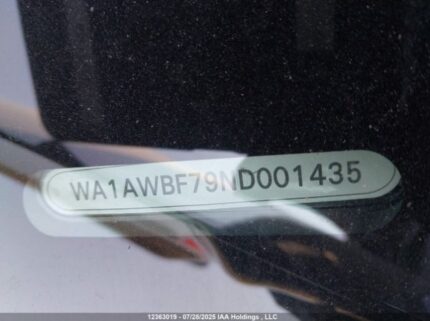 WA1AWBF79ND001435
12363019 - 07/28/2025 IAA Holdings , LLC